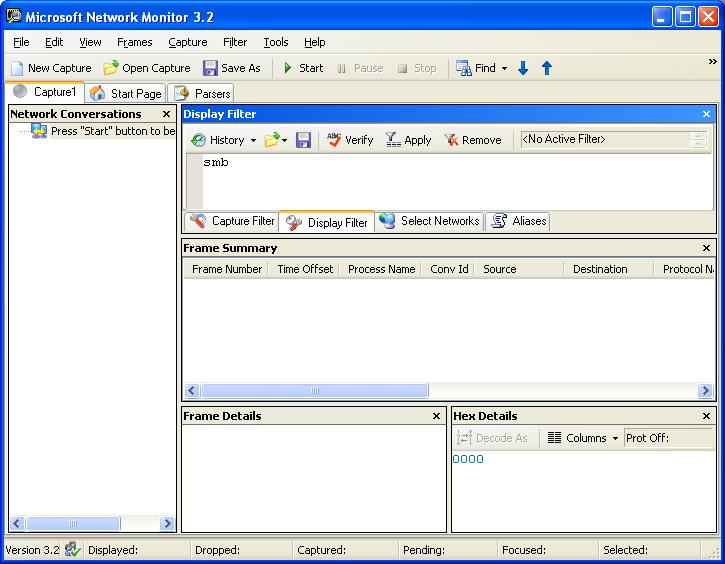 Microsoft Network Monitor 3.2
File Edit View Frames Capture Filter Tools Help
New Capture Open Capture Save As Start Pause Stop Find »
Capture1 Start Page Parsers
Network Conversations
Press "Start" button to be
Display Filter
History Verify Apply Remove <No Active Filter>
smb
Capture Filter Display Filter Select Networks Aliases
Frame Summary
Frame Number Time Offset Process Name Conv Id Source Destination Protocol Na
Frame Details
Hex Details
Decode As Columns Prot Off:
0000
Version 3.2 Displayed: Dropped: Captured: Pending: Focused: Selected: